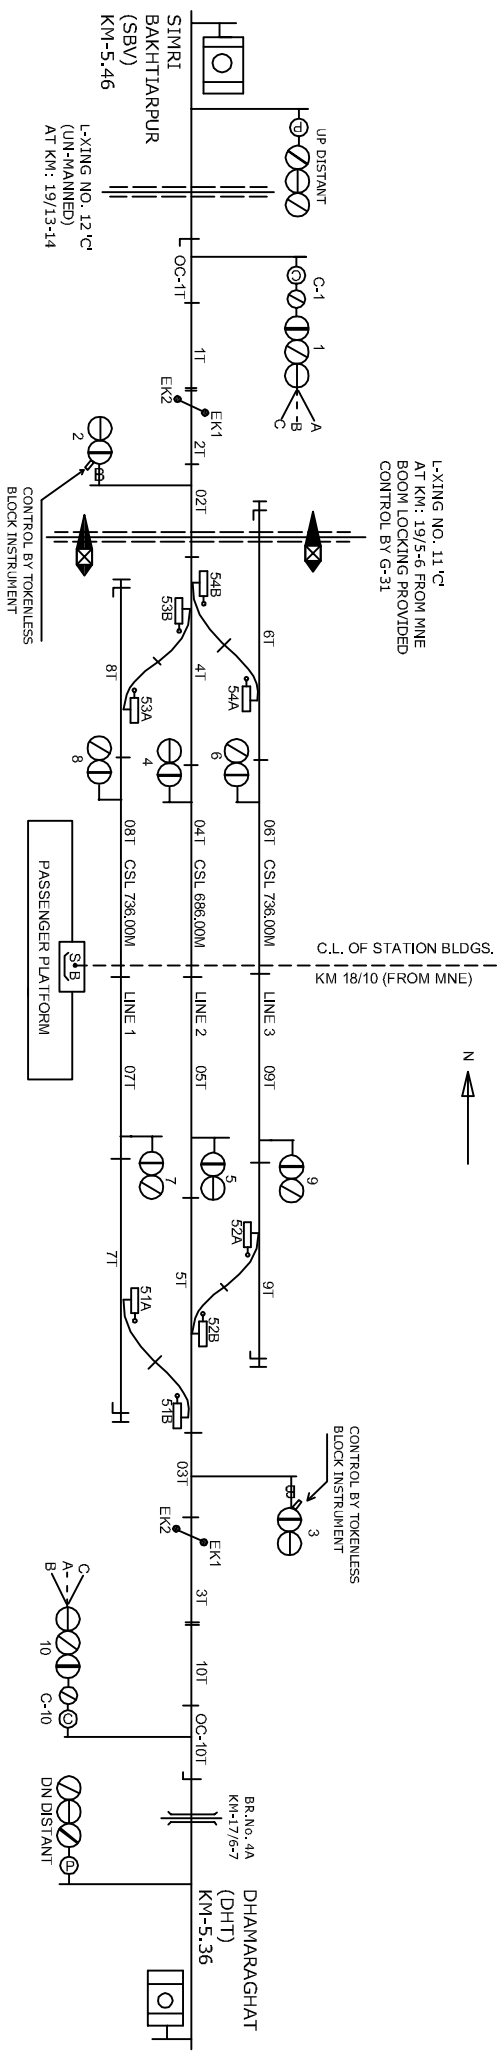 SIMRI
BAKHTIARPUR
(SBV)
KM-5.46
UP DISTANT
P
L-XING NO. 12 'C'
(UN-MANNED)
AT KM: 19/13-14
C-1
C
1
A
B
C
OC-1T
1T
EK2
EK1
2T
2
B
CONTROL BY TOKENLESS
BLOCK INSTRUMENT
02T
L-XING NO. 11 'C'
AT KM: 19/5-6 FROM MNE
BOOM LOCKING PROVIDED
CONTROL BY G-31
54B
53B
54A
53A
6T
4T
8T
6
4
8
06T CSL 736.00M
04T CSL 686.00M
08T CSL 736.00M
PASSENGER PLATFORM
S B
C.L. OF STATION BLDGS.
KM 18/10 (FROM MNE)
N
LINE 3
LINE 2
LINE 1
09T
05T
07T
9
5
7
52A
52B
51A
51B
9T
5T
7T
03T
CONTROL BY TOKENLESS
BLOCK INSTRUMENT
B
3
EK2
EK1
3T
10T
OC-10T
C
A
B
10
C-10
C
BR.No. 4A
KM-17/6-7
DN DISTANT
P
DHAMARAGHAT
(DHT)
KM-5.36